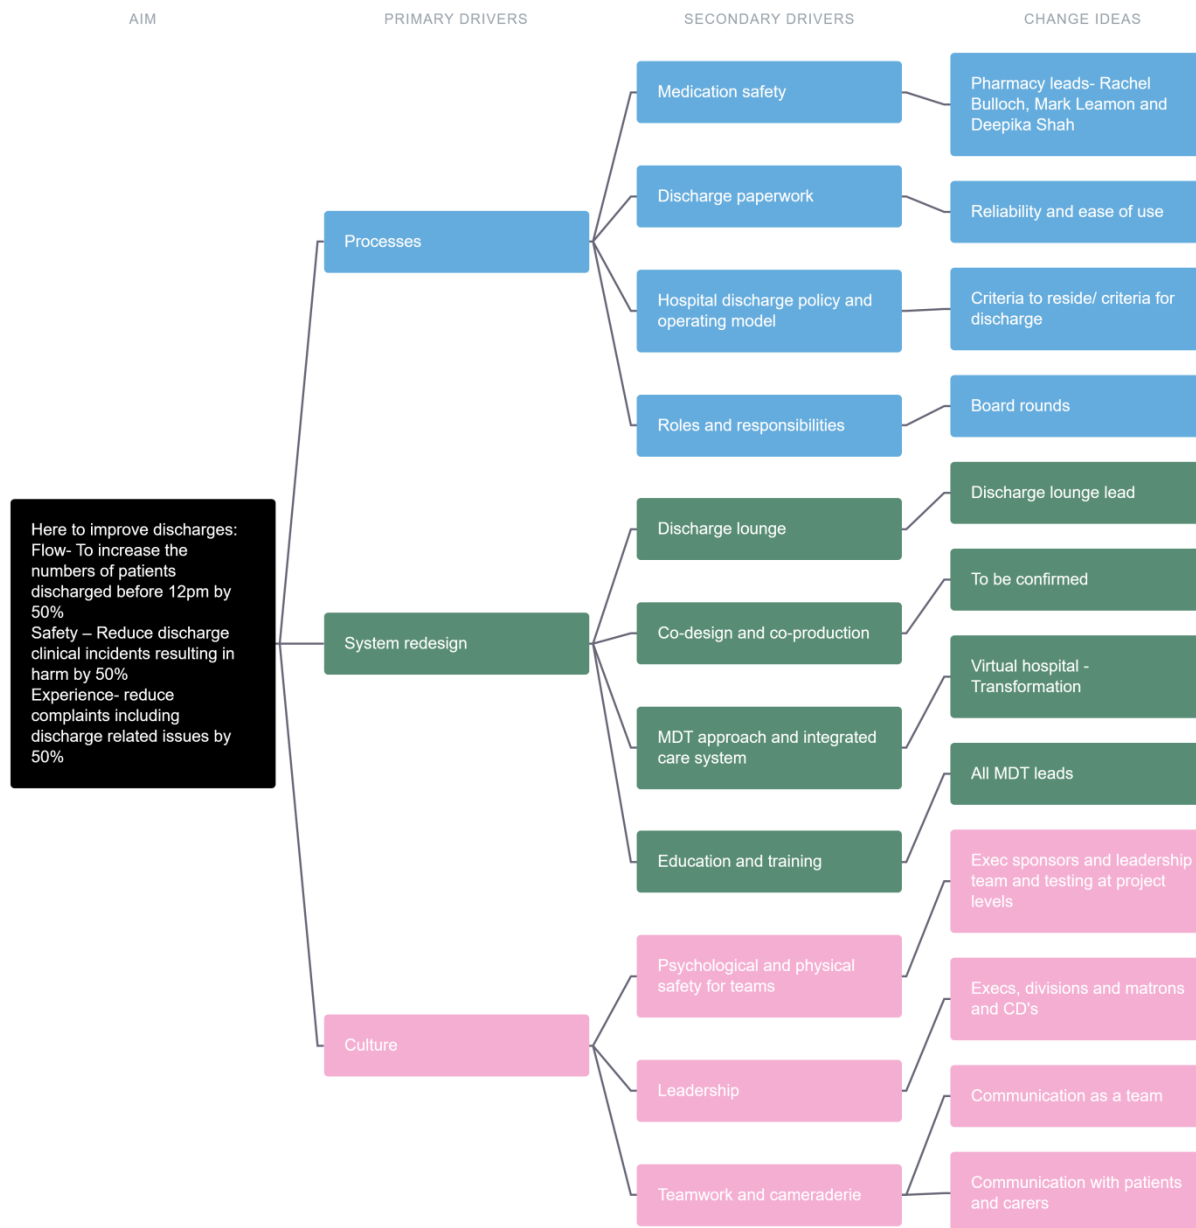 AIM
PRIMARY DRIVERS
SECONDARY DRIVERS
CHANGE IDEAS
Here to improve discharges:
Flow- To increase the
numbers of patients
discharged before 12pm by
50%
Safety – Reduce discharge
clinical incidents resulting in
harm by 50%
Experience- reduce
complaints including
discharge related issues by
50%
Processes
Medication safety
Pharmacy leads- Rachel
Bulloch, Mark Leamon and
Deepika Shah
Discharge paperwork
Reliability and ease of use
Hospital discharge policy and
operating model
Criteria to reside/ criteria for
discharge
Roles and responsibilities
Board rounds
System redesign
Discharge lounge
Discharge lounge lead
Co-design and co-production
To be confirmed
MDT approach and integrated
care system
Virtual hospital -
Transformation
Education and training
All MDT leads
Culture
Psychological and physical
safety for teams
Exec sponsors and leadership
team and testing at project
levels
Leadership
Execs, divisions and matrons
and CD's
Teamwork and cameraderie
Communication as a team
Communication with patients
and carers